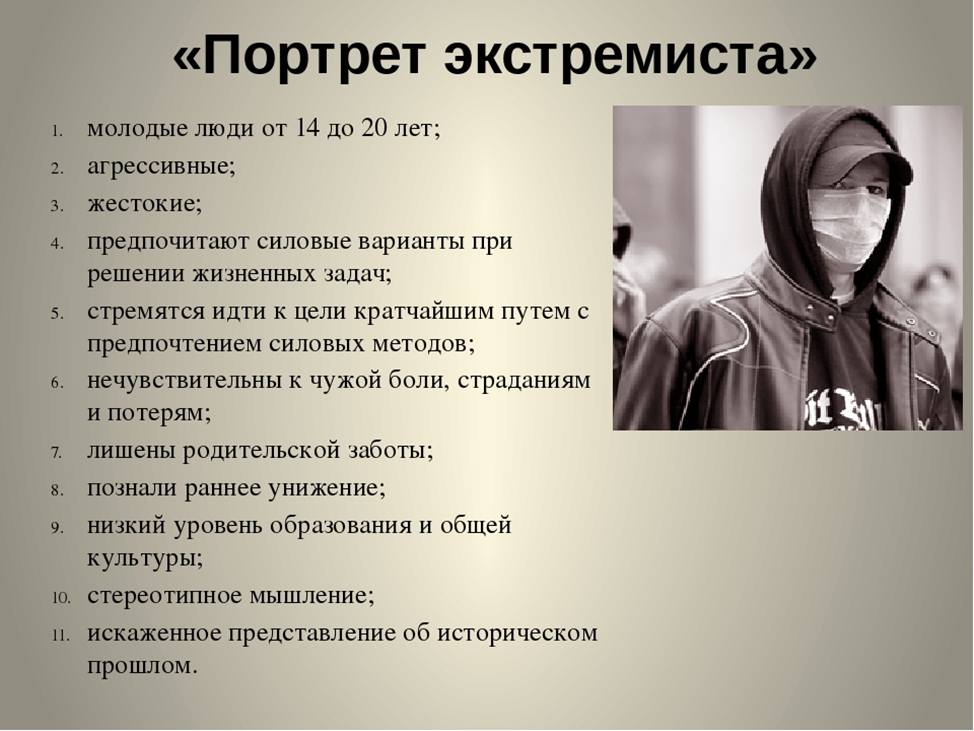 «Портрет экстремиста»
1. молодые люди от 14 до 20 лет;
2. агрессивные;
3. жестокие;
4. предпочитают силовые варианты при
решении жизненных задач;
5. стремятся идти к цели кратчайшим путем с
предпочтением силовых методов;
6. нечувствительны к чужой боли, страданиям
и потерям;
7. лишены родительской заботы;
8. познали раннее унижение;
9. низкий уровень образования и общей
культуры;
10. стереотипное мышление;
11. искаженное представление об историческом
прошлом.